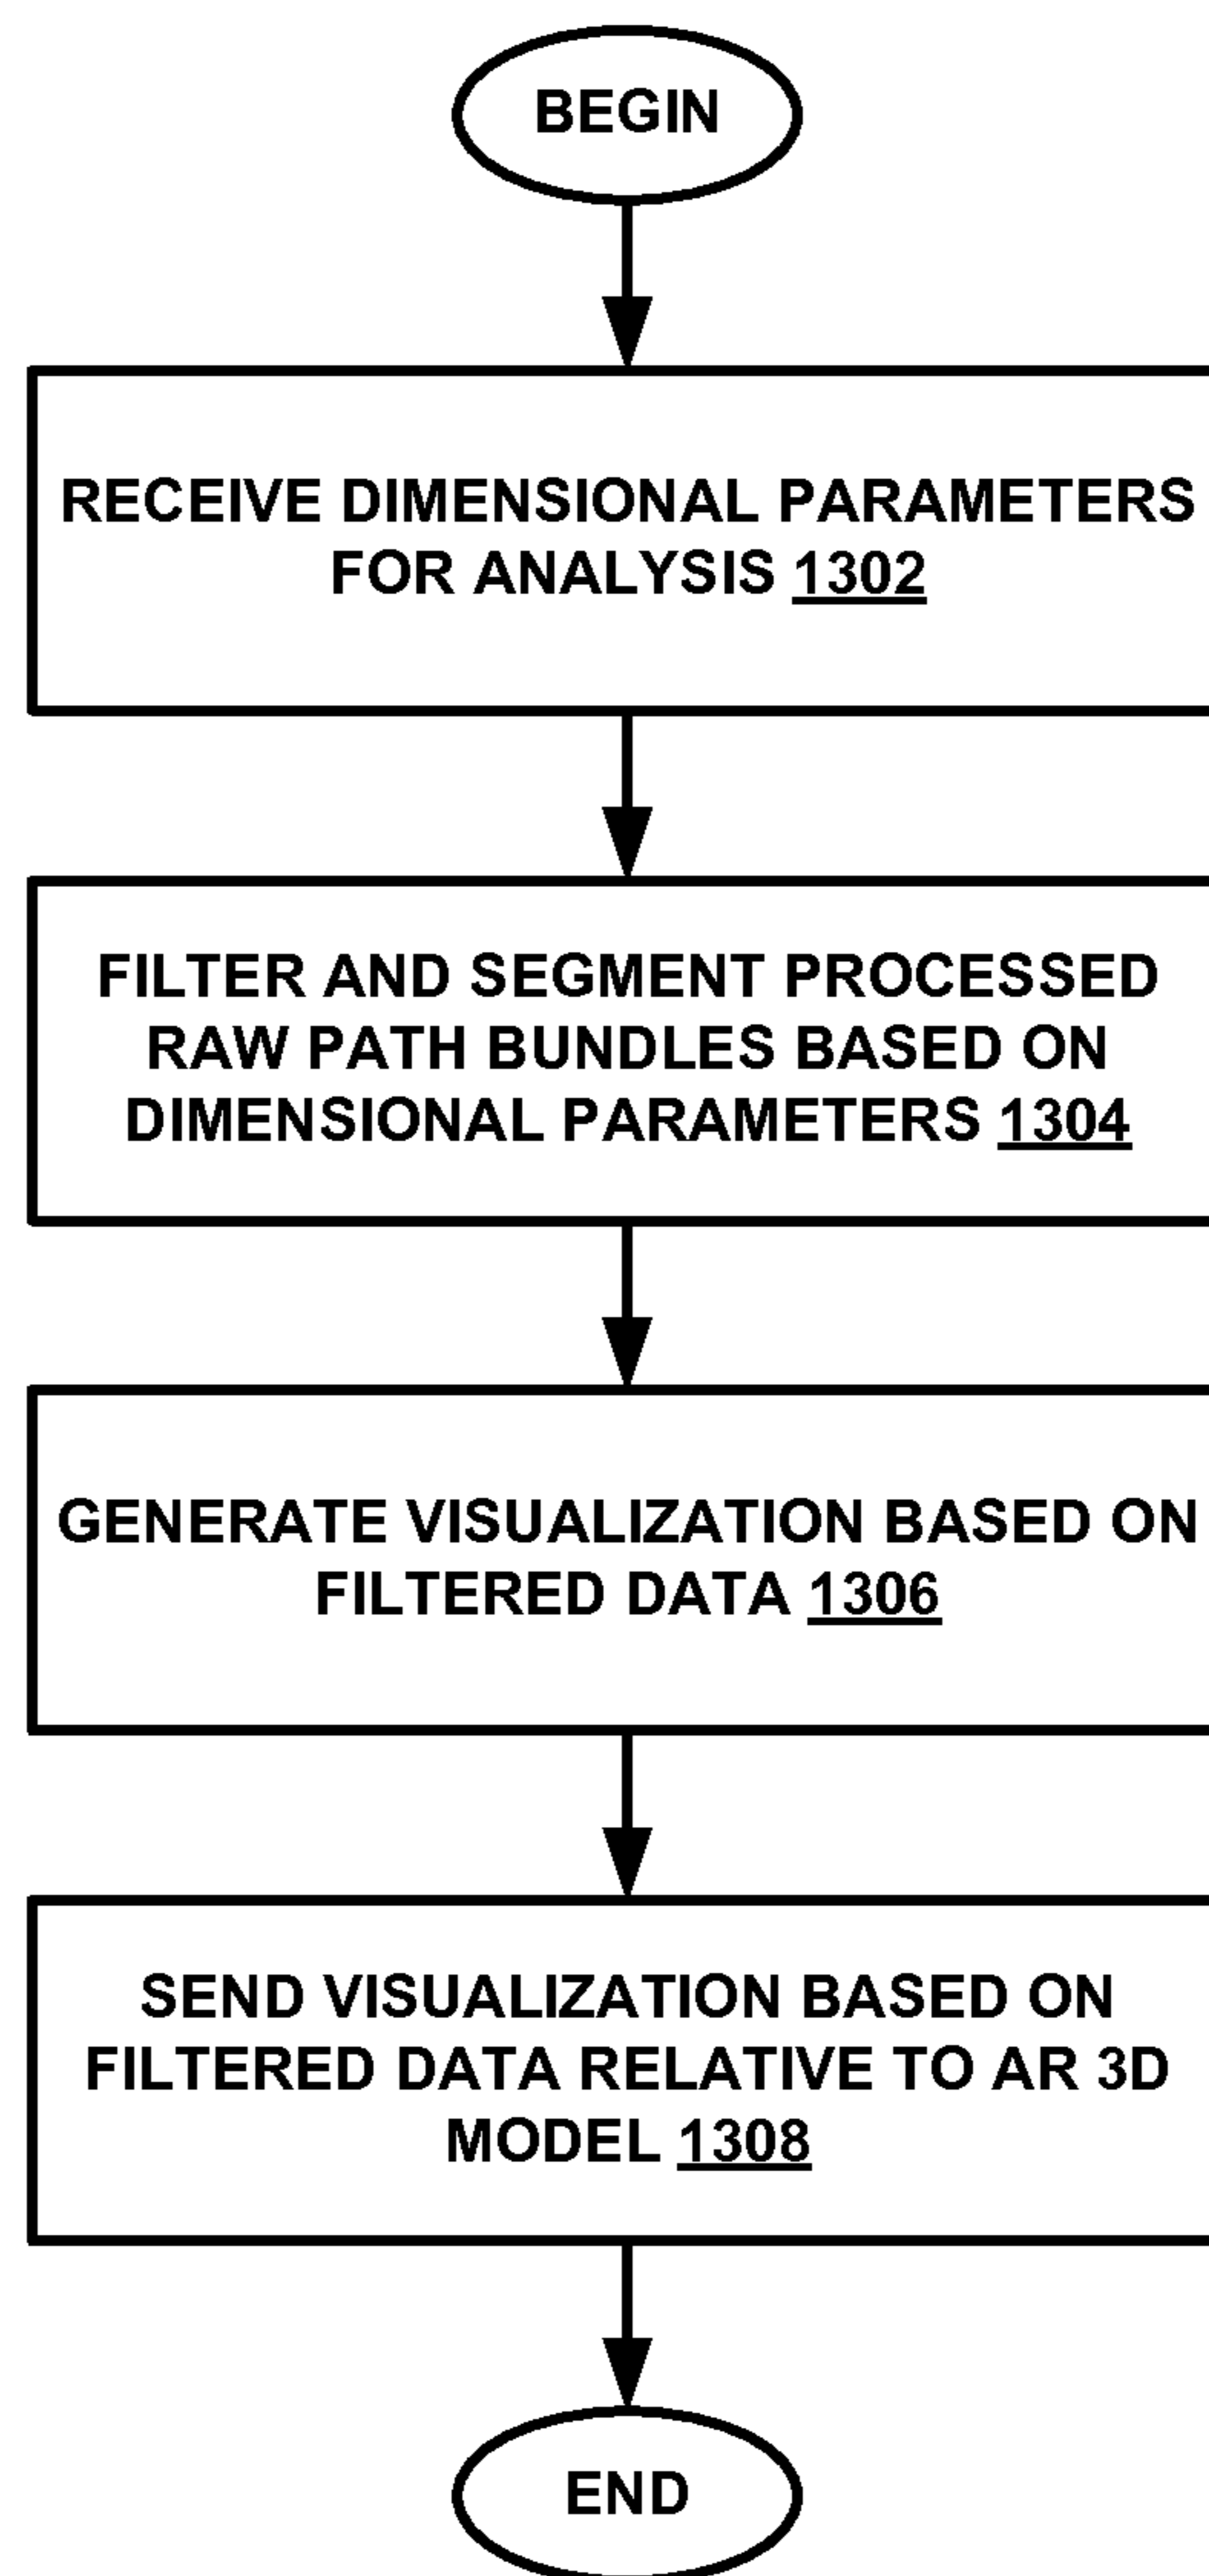 BEGIN
RECEIVE DIMENSIONAL PARAMETERS
FOR ANALYSIS 1302
FILTER AND SEGMENT PROCESSED
RAW PATH BUNDLES BASED ON
DIMENSIONAL PARAMETERS 1304
GENERATE VISUALIZATION BASED ON
FILTERED DATA 1306
SEND VISUALIZATION BASED ON
FILTERED DATA RELATIVE TO AR 3D
MODEL 1308
END